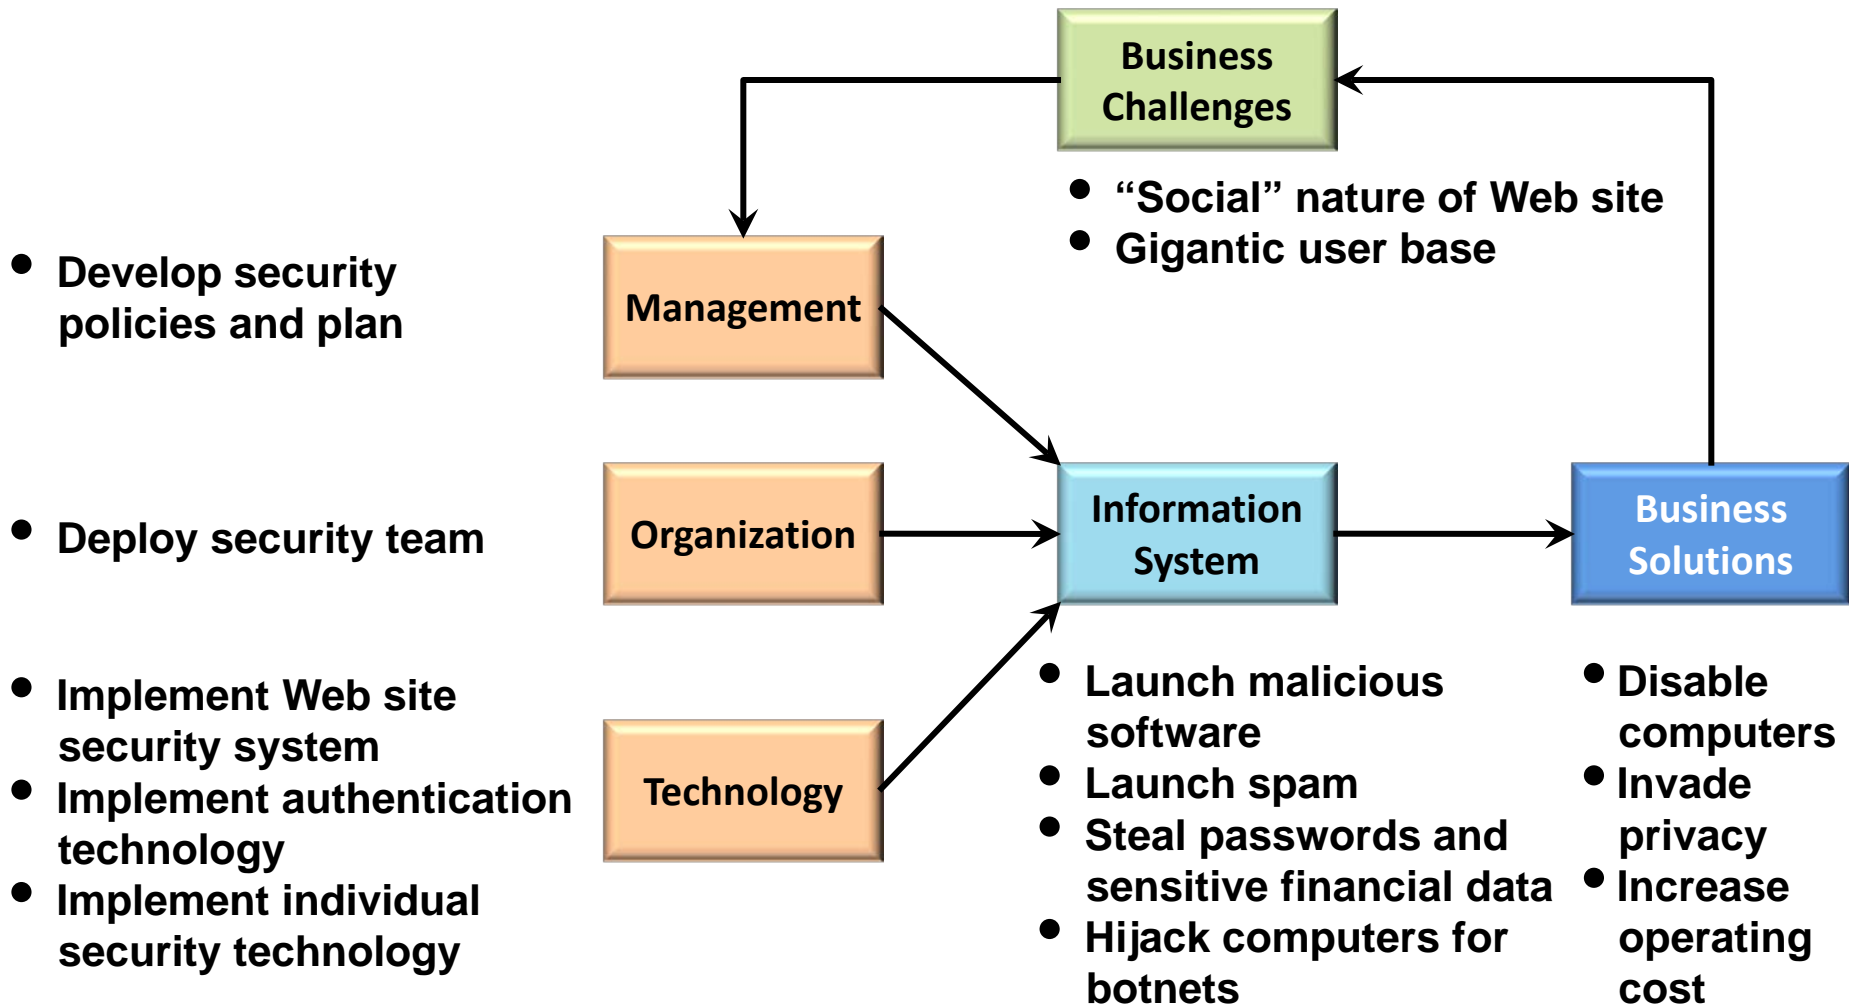 Business
Challenges
• “Social” nature of Web site
• Gigantic user base
• Develop security
policies and plan
Management
• Deploy security team
Organization
Information
System
Business
Solutions
• Implement Web site
security system
• Implement authentication
technology
• Implement individual
security technology
Technology
• Launch malicious
software
• Launch spam
• Steal passwords and
sensitive financial data
• Hijack computers for
botnets
• Disable
computers
• Invade
privacy
• Increase
operating
cost